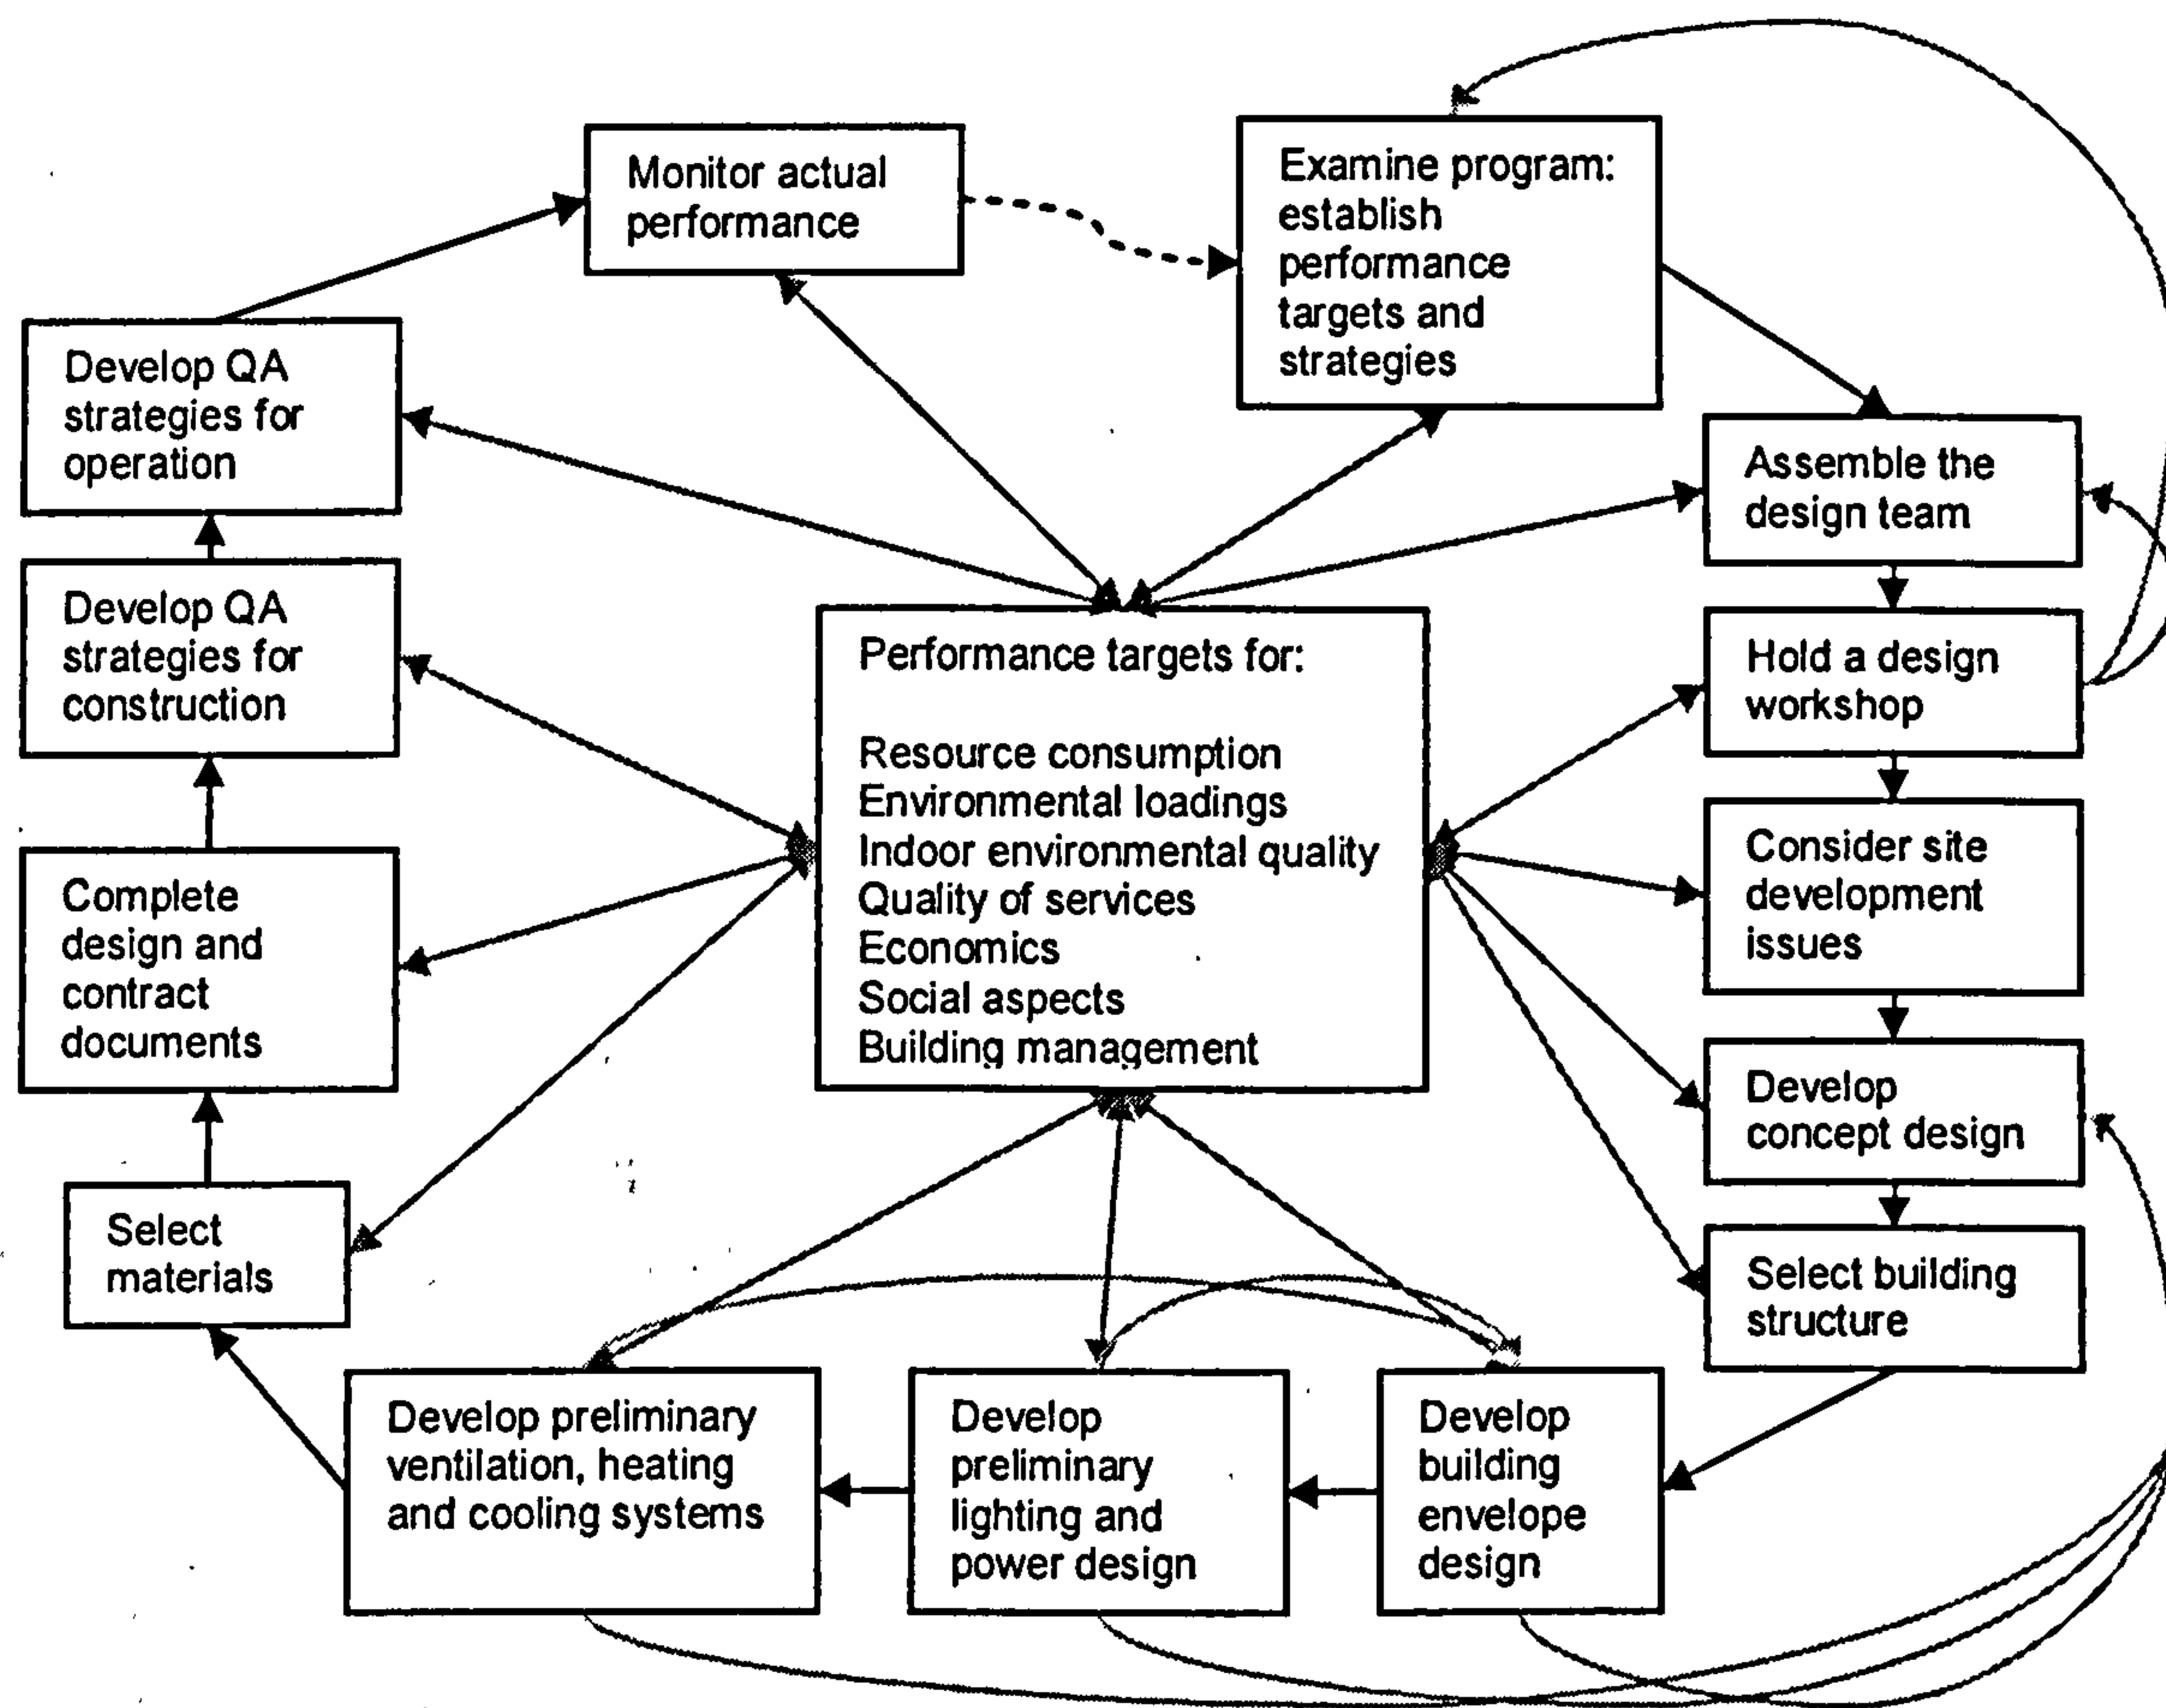 Monitor actual
performance
Examine program:
establish
performance
targets and
strategies
Assemble the
design team
Hold a design
workshop
Consider site
development
issues
Develop
concept design
Select building
structure
Develop
building
envelope
design
Develop
preliminary
lighting and
power design
Develop preliminary
ventilation, heating
and cooling systems
Select
materials
Complete
design and
contract
documents
Develop QA
strategies for
construction
Develop QA
strategies for
operation
Performance targets for:
Resource consumption
Environmental loadings
Indoor environmental quality
Quality of services
Economics
Social aspects
Building management